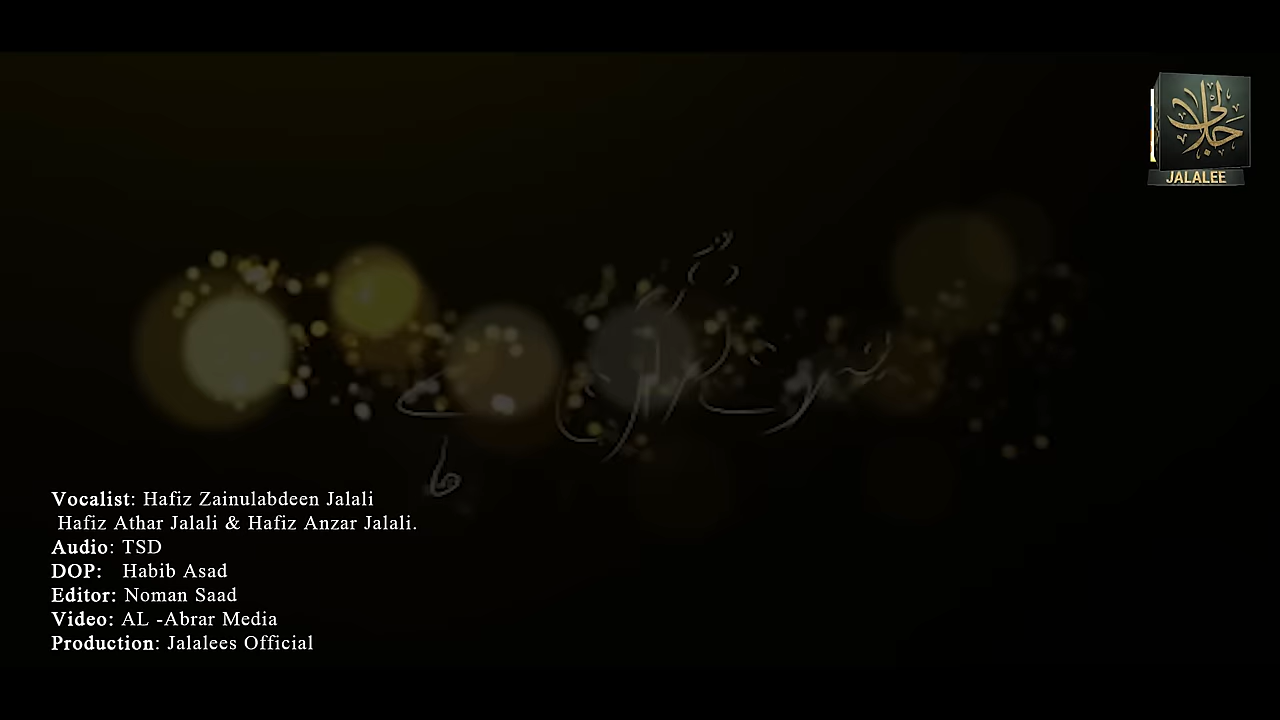 جلالی
JALALEE
Vocalist: Hafiz Zainulabdeen Jalali
Hafiz Athar Jalali & Hafiz Anzar Jalali.
Audio: TSD
DOP: Habib Asad
Editor: Noman Saad
Video: AL -Abrar Media
Production: Jalalees Official